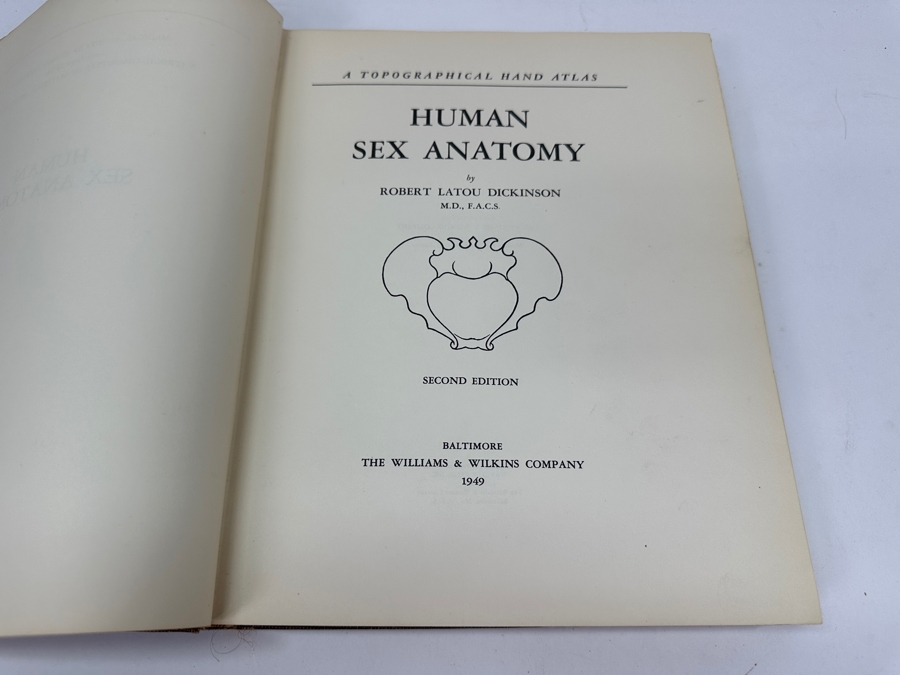 A TOPOGRAPHICAL HAND ATLAS
HUMAN
SEX ANATOMY
by
ROBERT LATOU DICKINSON
M.D., F.A.C.S.
SECOND EDITION
BALTIMORE
THE WILLIAMS & WILKINS COMPANY
1949